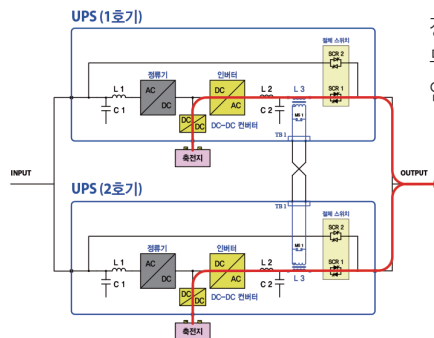 UPS (1호기)
절체 스위치
SCR 2
정류기
인버터
L 1
AC
DC
DC
AC
L 2
L 3
SCR 1
C 1
DC
DC
C 2
MS 1
DC-DC 컨버터
축전지
TB 1
INPUT
OUTPUT
UPS (2호기)
TB 1
절체 스위치
SCR 2
정류기
인버터
MS 1
L 1
AC
DC
DC
AC
L 2
L 3
SCR 1
C 1
DC
DC
C 2
DC-DC 컨버터
축전지